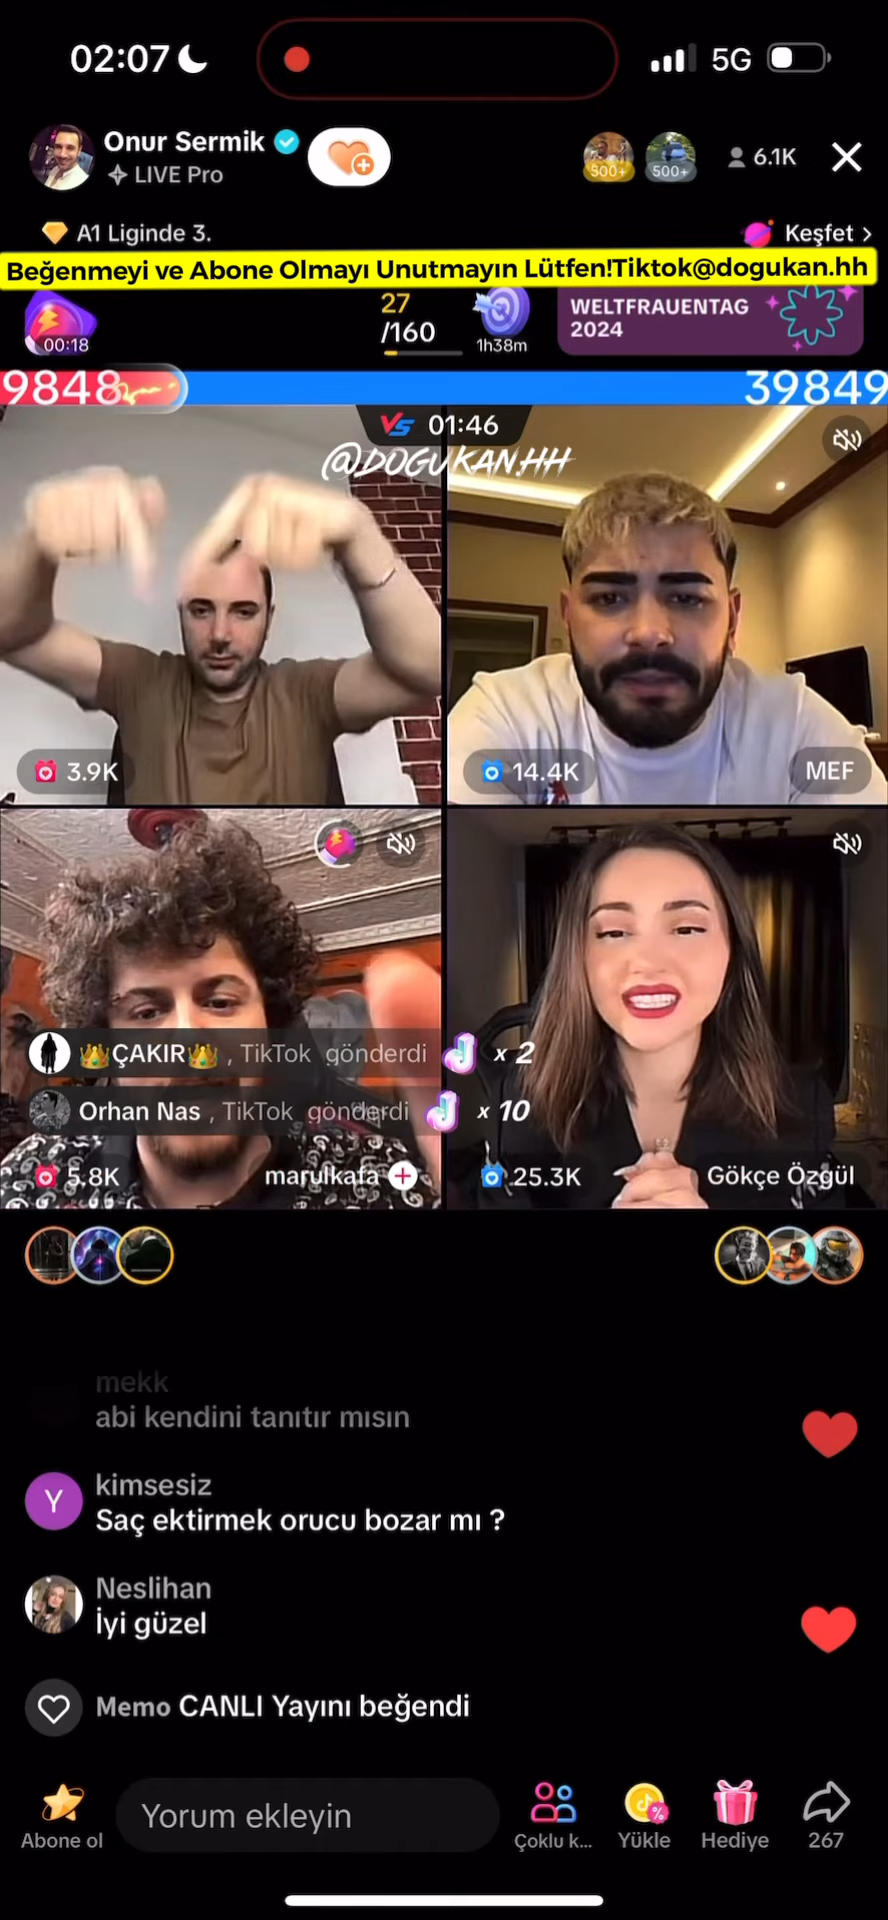 02:07
5G
Onur Sermik
LIVE Pro
500+
500+
6.1K
A1 Liginde 3.
Keşfet >
Beğenmeyi ve Abone Olmayı Unutmayın Lütfen!Tiktok@dogukan.hh
00:18
27
/160
1h38m
WELTFRAUENTAG
2024
9848
39849
VS 01:46
@DOGUKAN.HH
3.9K
14.4K
MEF
👑ÇAKIR👑 , TikTok gönderdi x 2
Orhan Nas , TikTok gönderdi x 10
5.8K
marulkafa
25.3K
Gökçe Özgül
mekk
abi kendini tanıtır mısın
Y
kimsesiz
Saç ektirmek orucu bozar mı ?
Neslihan
İyi güzel
Memo CANLI Yayını beğendi
Abone ol
Yorum ekleyin
Çoklu k...
Yükle
Hediye
267